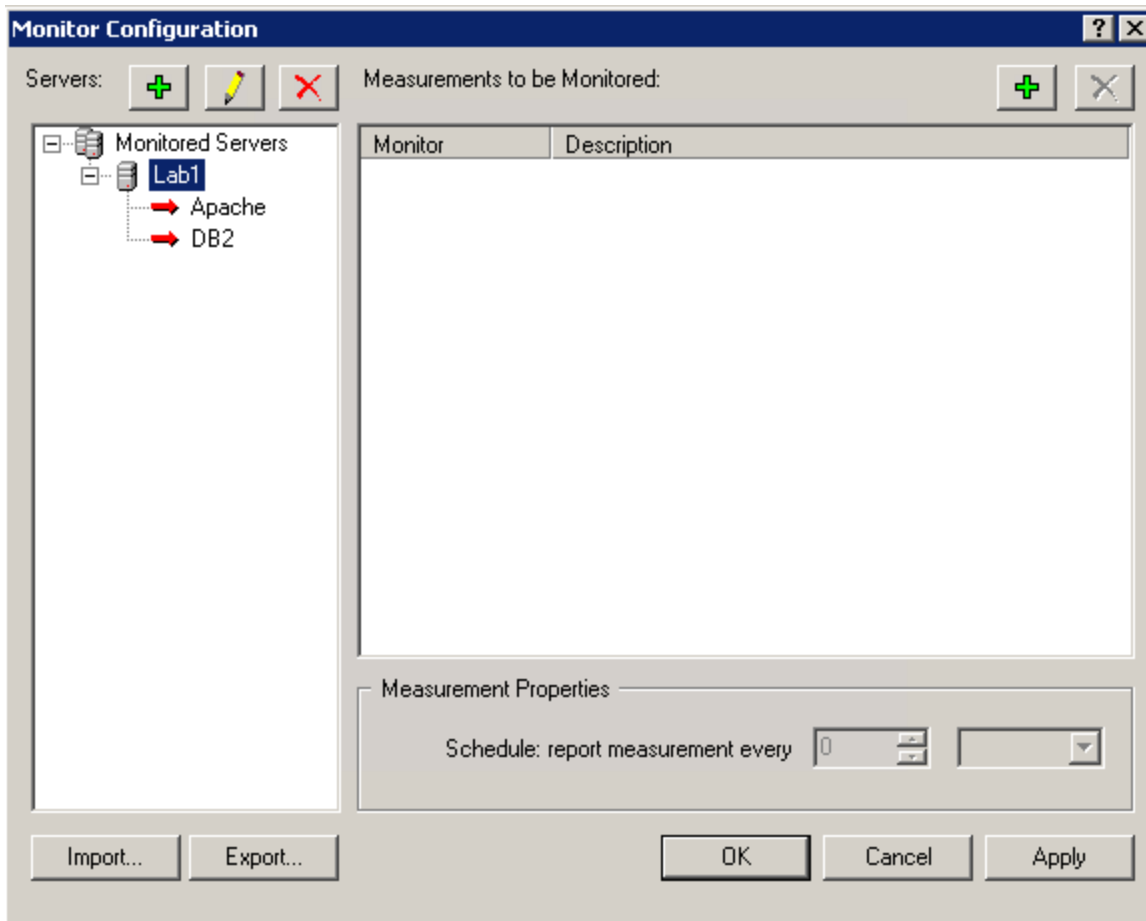 Monitor Configuration
Servers:
Measurements to be Monitored:
Monitored Servers
Lab1
Apache
DB2
Monitor Description
Measurement Properties
Schedule: report measurement every 0
Import... Export... OK Cancel Apply